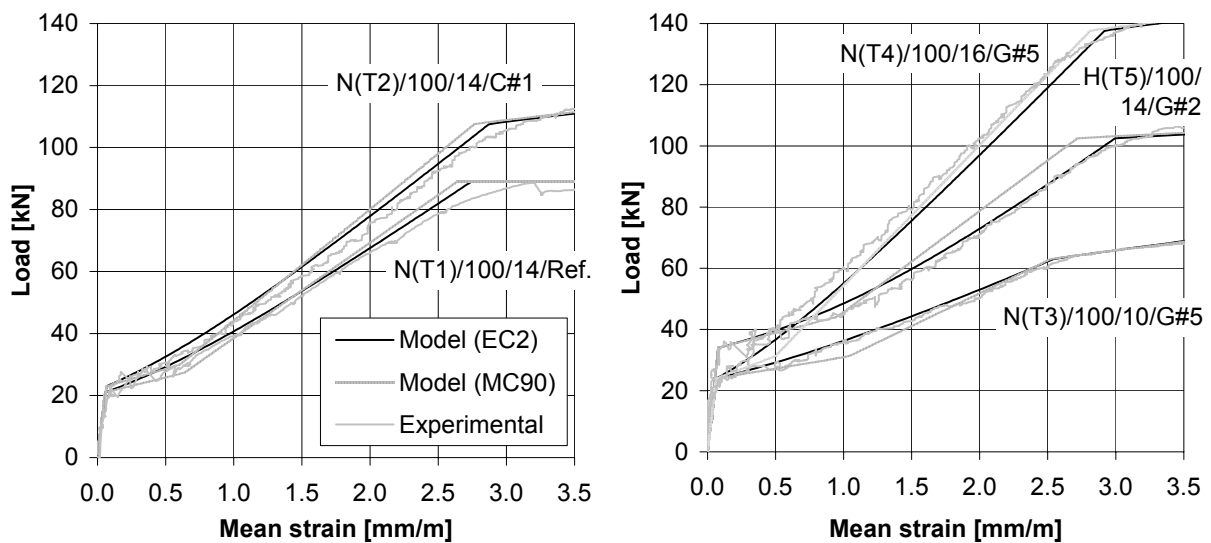 140
120
100
80
60
40
20
0
Load [kN]
N(T2)/100/14/C#1
N(T1)/100/14/Ref.
Model (EC2)
Model (MC90)
Experimental
0.0 0.5 1.0 1.5 2.0 2.5 3.0 3.5
Mean strain [mm/m]
140
120
100
80
60
40
20
0
Load [kN]
N(T4)/100/16/G#5
H(T5)/100/
14/G#2
N(T3)/100/10/G#5
0.0 0.5 1.0 1.5 2.0 2.5 3.0 3.5
Mean strain [mm/m]